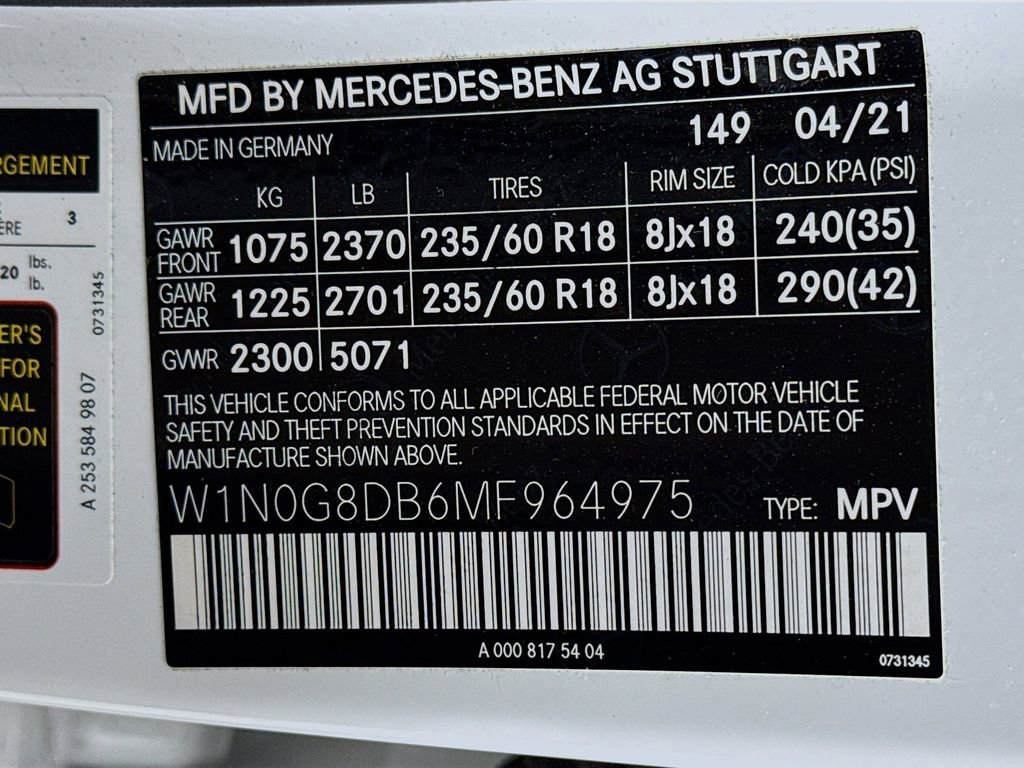 MFD BY MERCEDES-BENZ AG STUTTGART
MADE IN GERMANY 149 04/21
KG LB TIRES RIM SIZE COLD KPA (PSI)
GAWR FRONT 1075 2370 235/60 R18 8Jx18 240(35)
GAWR REAR 1225 2701 235/60 R18 8Jx18 290(42)
GVWR 2300 5071
THIS VEHICLE CONFORMS TO ALL APPLICABLE FEDERAL MOTOR VEHICLE
SAFETY AND THEFT PREVENTION STANDARDS IN EFFECT ON THE DATE OF
MANUFACTURE SHOWN ABOVE.
W1N0G8DB6MF964975 TYPE: MPV
A 000 817 54 04
0731345
3
20 lbs.
lb.
0731345
A 253 584 98 07
FOR